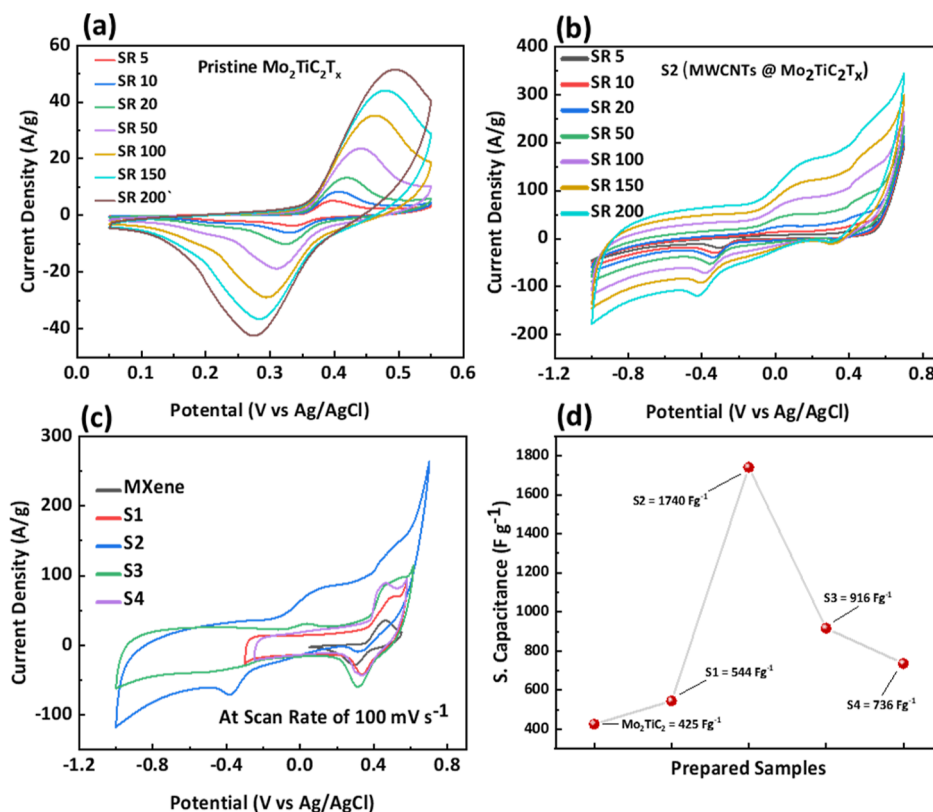 (a)
Pristine Mo₂TiC₂Tₓ
SR 5
SR 10
SR 20
SR 50
SR 100
SR 150
SR 200`
60
40
20
0
-20
-40
Current Density (A/g)
0.0 0.1 0.2 0.3 0.4 0.5 0.6
Potental (V vs Ag/AgCl)
(b)
S2 (MWCNTs @ Mo₂TiC₂Tₓ)
SR 5
SR 10
SR 20
SR 50
SR 100
SR 150
SR 200
400
300
200
100
0
-100
-200
Current Density (A/g)
-1.2 -0.8 -0.4 0.0 0.4 0.8
Potental (V vs Ag/AgCl)
(c)
MXene
S1
S2
S3
S4
At Scan Rate of 100 mV s⁻¹
300
200
100
0
-100
Current Density (A/g)
-1.2 -0.8 -0.4 0.0 0.4 0.8
Potental (V vs Ag/AgCl)
(d)
1800
1600
1400
1200
1000
800
600
400
S. Capacitance (F g⁻¹)
S2 = 1740 Fg⁻¹
S3 = 916 Fg⁻¹
S1 = 544 Fg⁻¹
S4 = 736 Fg⁻¹
Mo₂TiC₂ = 425 Fg⁻¹
Prepared Samples